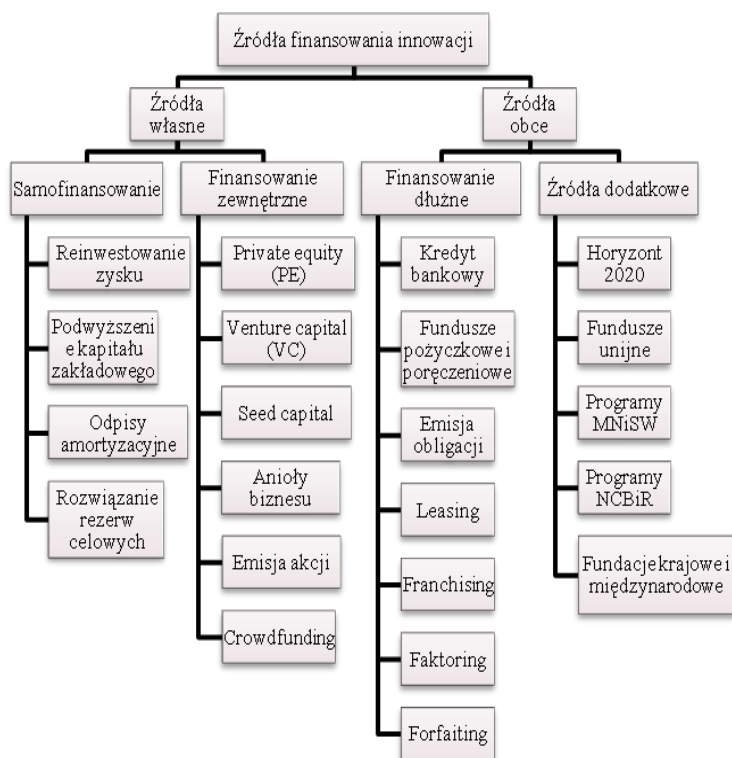 Źródła finansowania innowacji
Źródła
własne
Źródła
obce
Samofinansowanie
Finansowanie
zewnętrzne
Finansowanie
dłużne
Źródła dodatkowe
Reinwestowanie
zysku
Podwyższeni
e kapitału
zakładowego
Odpisy
amortyzacyjne
Rozwiązanie
rezerw
celowych
Private equity
(PE)
Venture capital
(VC)
Seed capital
Anioły
biznesu
Emisja akcji
Crowdfunding
Kredyt
bankowy
Fundusze
pożyczkowe i
poręczeniowe
Emisja
obligacji
Leasing
Franchising
Faktoring
Forfaiting
Horyzont
2020
Fundusze
unijne
Programy
MNiSW
Programy
NCBiR
Fundacje krajowe i
międzynarodowe